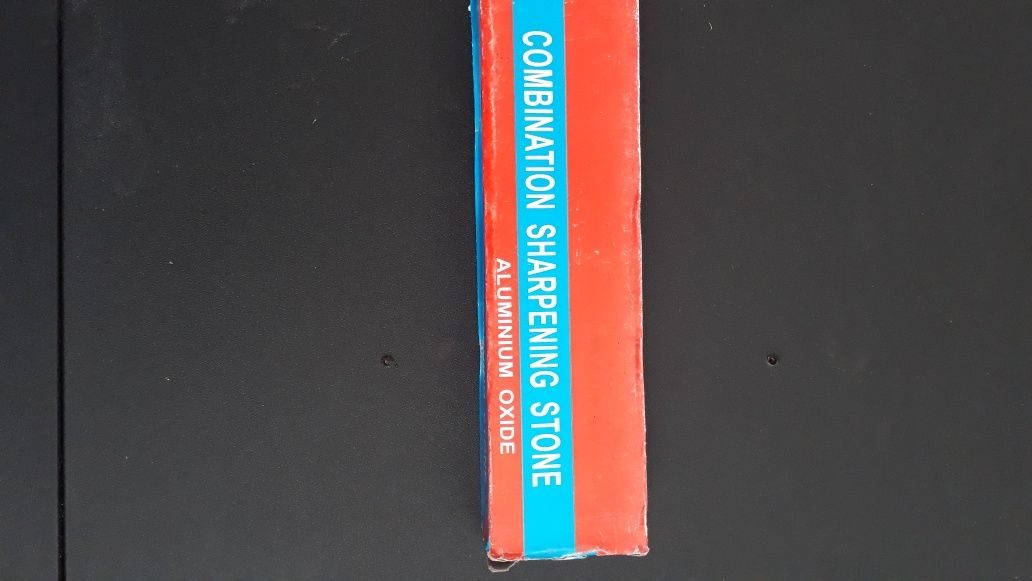 COMBINATION SHARPENING STONE
ALUMINIUM OXIDE